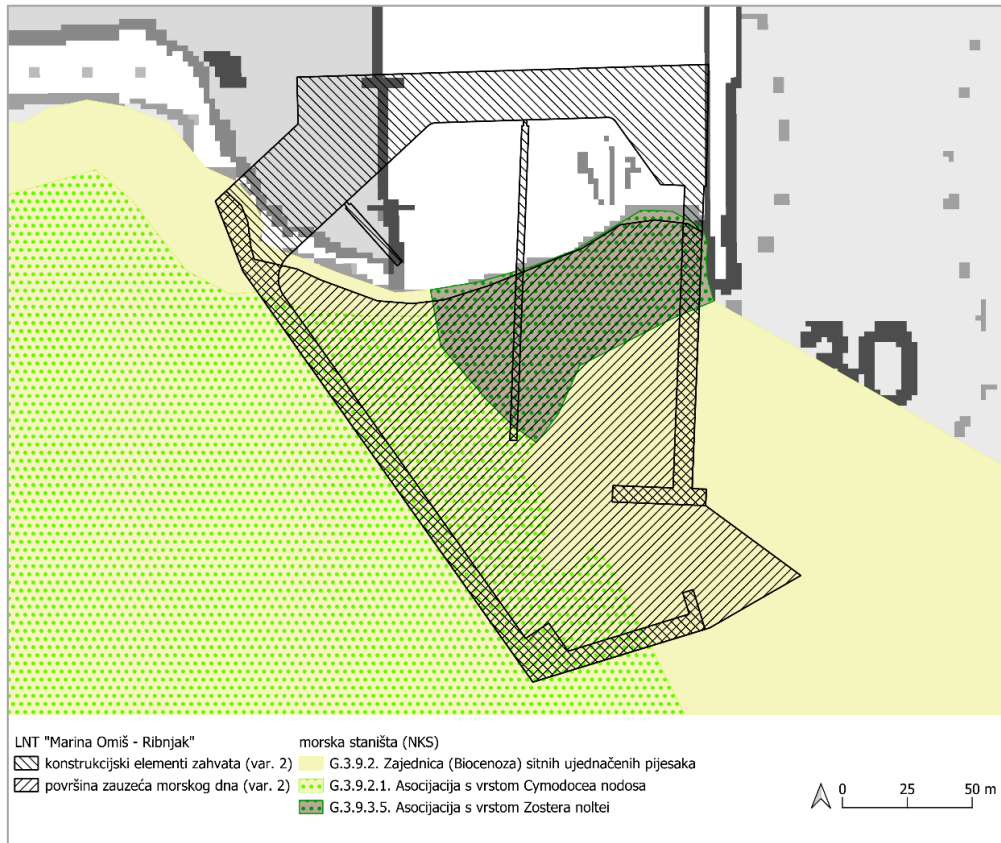 30
LNT "Marina Omiš - Ribnjak"
konstrukcijski elementi zahvata (var. 2)
površina zauzeća morskog dna (var. 2)
morska staništa (NKS)
G.3.9.2. Zajednica (Biocenoza) sitnih ujednačenih pijesaka
G.3.9.2.1. Asocijacija s vrstom Cymodocea nodosa
G.3.9.3.5. Asocijacija s vrstom Zostera noltei
0 25 50 m